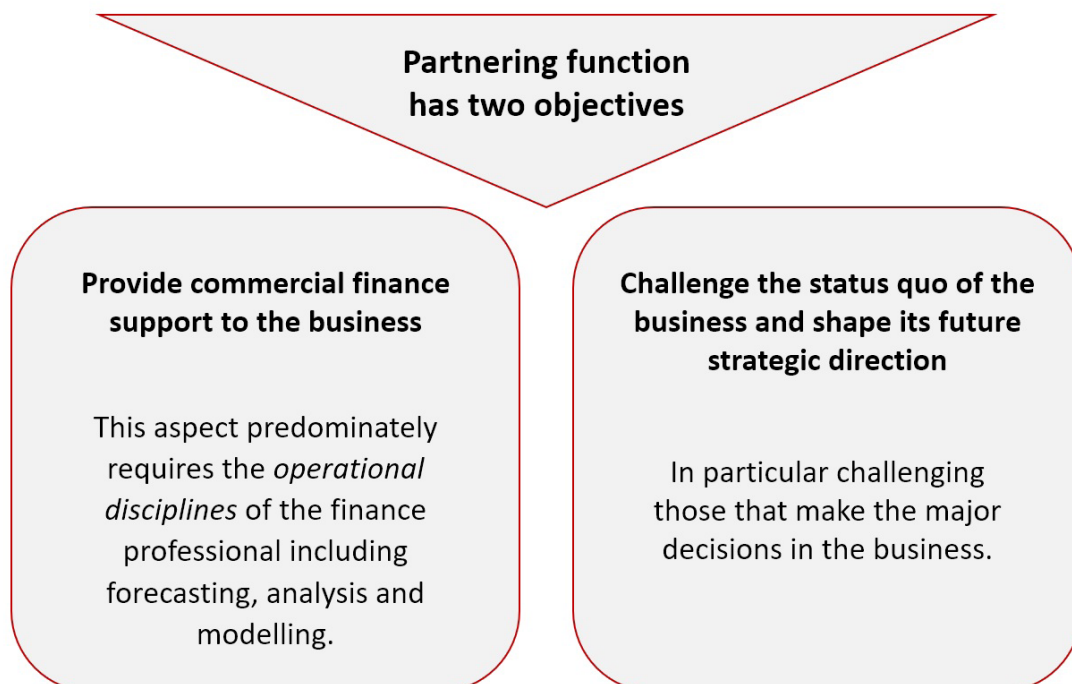 Partnering function
has two objectives
Provide commercial finance
support to the business
This aspect predominately
requires the operational
disciplines of the finance
professional including
forecasting, analysis and
modelling.
Challenge the status quo of the
business and shape its future
strategic direction
In particular challenging
those that make the major
decisions in the business.